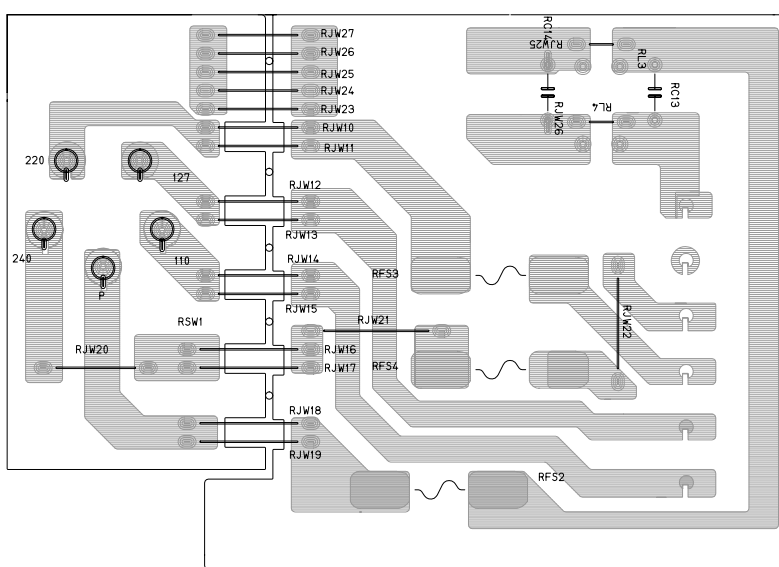 RJW27
RJW26
RJW25
RJW24
RJW23
RJW10
RJW11
RC14
RJW25
RL3
RC13
RL4
RJW26
220
127
RJW12
RJW13
240
110
P
RJW14
RJW15
RFS3
RSW1
RJW21
RJW22
RJW20
RJW16
RJW17
RFS4
RJW18
RJW19
RFS2